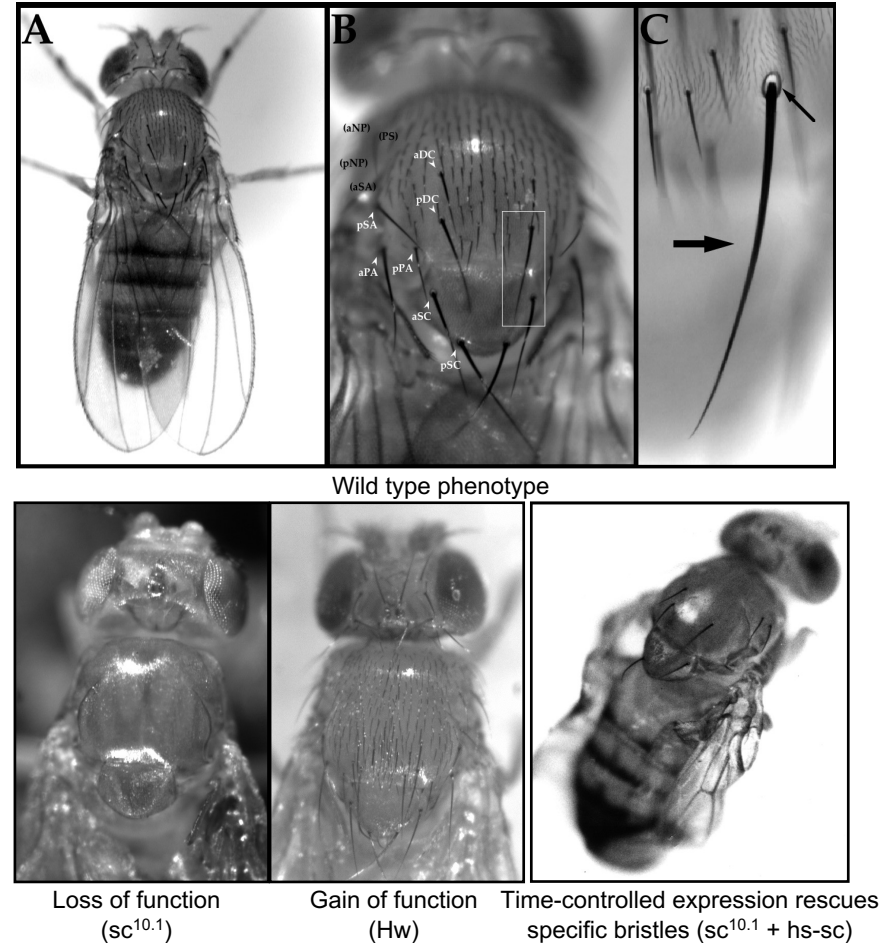 A
B
C
(aNP)
(PS)
aDC
(pNP)
(aSA)
pDC
pSA
aPA
pPA
aSC
pSC
Wild type phenotype
Loss of function
(sc10.1)
Gain of function
(Hw)
Time-controlled expression rescues
specific bristles (sc10.1 + hs-sc)